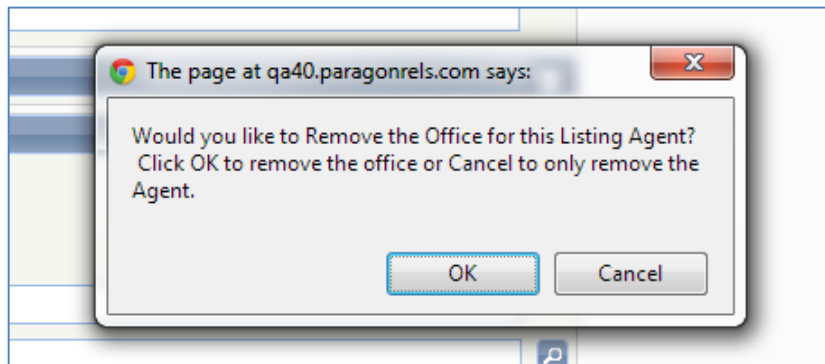 The page at qa40.paragonrels.com says:
Would you like to Remove the Office for this Listing Agent?
Click OK to remove the office or Cancel to only remove the
Agent.
OK Cancel